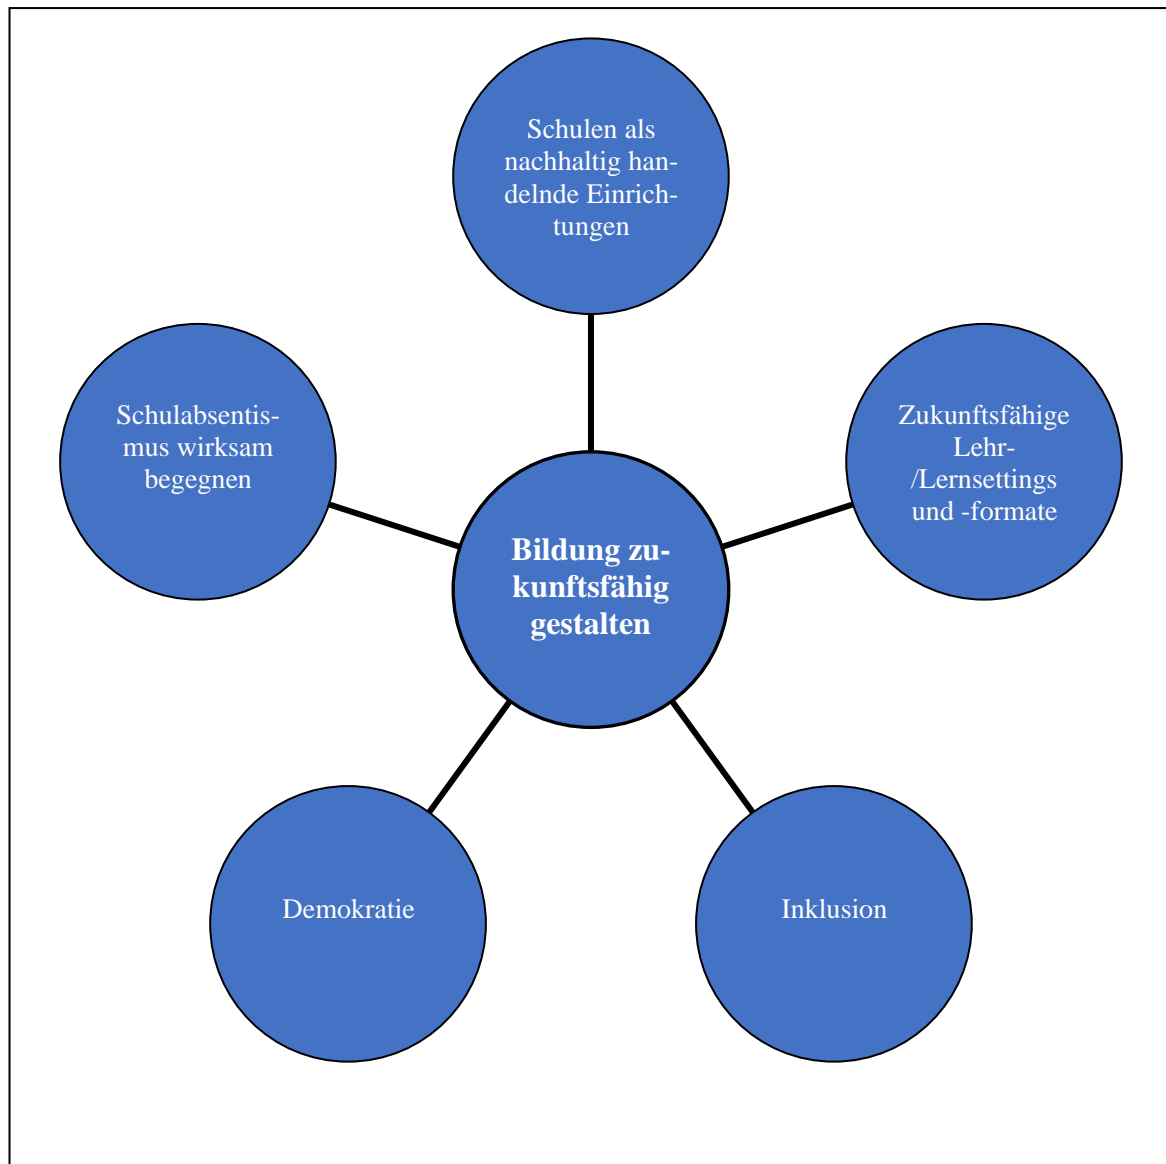 Schulen als
nachhaltig han-
delnde Einrich-
tungen
Schulabsentis-
mus wirksam
begegnen
Zukunftsfähige
Lehr-
/Lernsettings
und -formate
Bildung zu-
kunftsfähig
gestalten
Demokratie
Inklusion